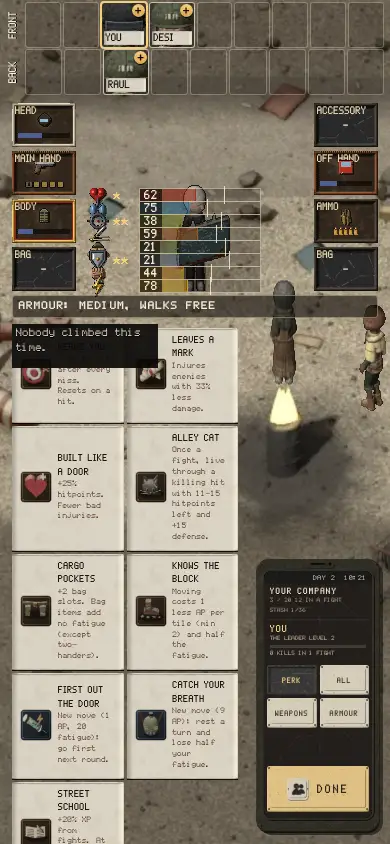 FRONT
YOU
DESI
BACK
RAUL
HEAD
ACCESSORY
MAIN HAND
OFF HAND
BODY
AMMO
BAG
BAG
62
75
38
59
21
21
44
78
ARMOUR: MEDIUM, WALKS FREE
Nobody climbed this
time.
after every
miss.
Resets on a
hit.
LEAVES A
MARK
Injures
enemies
with 33%
less
damage.
BUILT LIKE
A DOOR
+25%
hitpoints.
Fewer bad
injuries.
ALLEY CAT
Once a
fight, live
through a
killing hit
with 11-15
hitpoints
left and
+15
defense.
CARGO
POCKETS
+2 bag
slots. Bag
items add
no fatigue
(except
two-
handers).
KNOWS THE
BLOCK
Moving
costs 1
less AP per
tile (min
2) and half
the
fatigue.
FIRST OUT
THE DOOR
New move (1
AP, 20
fatigue):
go first
next round.
CATCH YOUR
BREATH
New move (9
AP): rest a
turn and
lose half
your
fatigue.
STREET
SCHOOL
+20% XP
from
fights. At
DAY 2 10:21
YOUR COMPANY
3 / 20 12 IN A FIGHT
STASH 1/36
YOU
THE LEADER LEVEL 2
0 KILLS IN 1 FIGHT
PERK
ALL
WEAPONS
ARMOUR
DONE